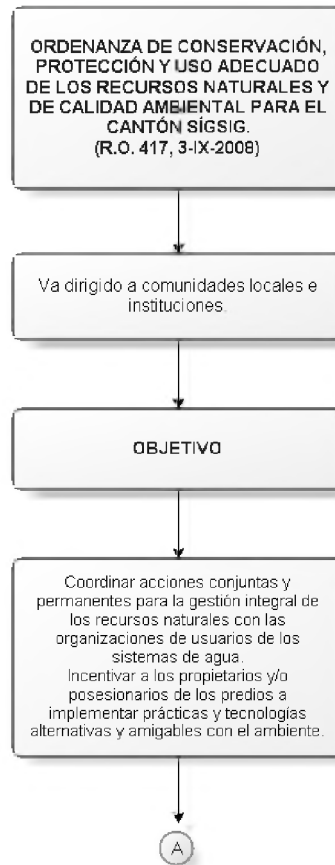 ORDENANZA DE CONSERVACIÓN,
PROTECCIÓN Y USO ADECUADO
DE LOS RECURSOS NATURALES Y
DE CALIDAD AMBIENTAL PARA EL
CANTÓN SÍGSIG.
(R.O. 417, 3-IX-2008)
Va dirigido a comunidades locales e
instituciones.
OBJETIVO
Coordinar acciones conjuntas y
permanentes para la gestión integral de
los recursos naturales con las
organizaciones de usuarios de los
sistemas de agua.
Incentivar a los propietarios y/o
posesionarios de los predios a
implementar prácticas y tecnologías
alternativas y amigables con el ambiente.
A